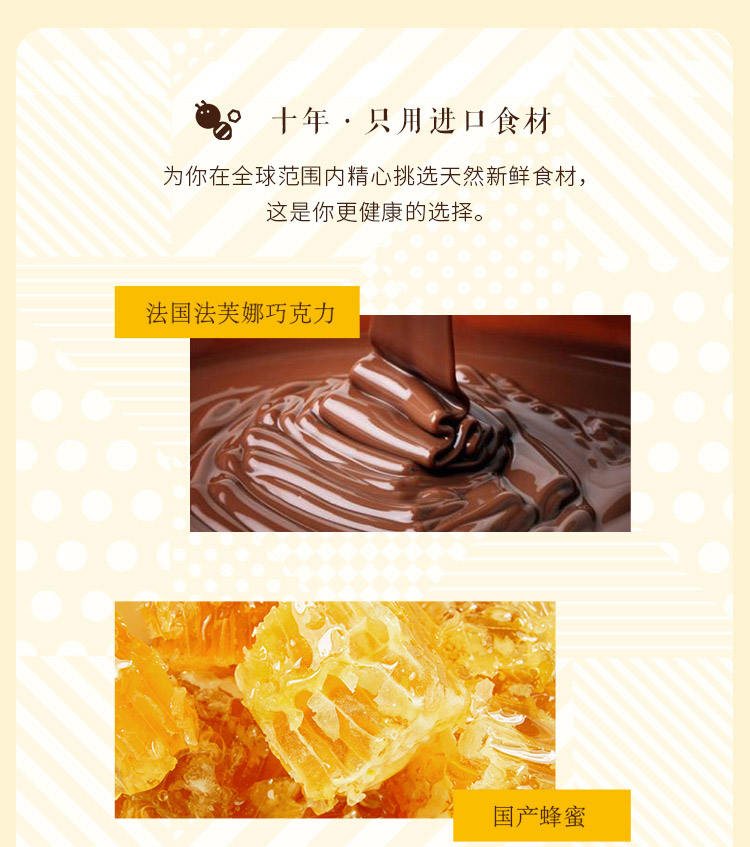 十年·只用进口食材
为你在全球范围内精心挑选天然新鲜食材，
这是你更健康的选择。
法国法芙娜巧克力
国产蜂蜜